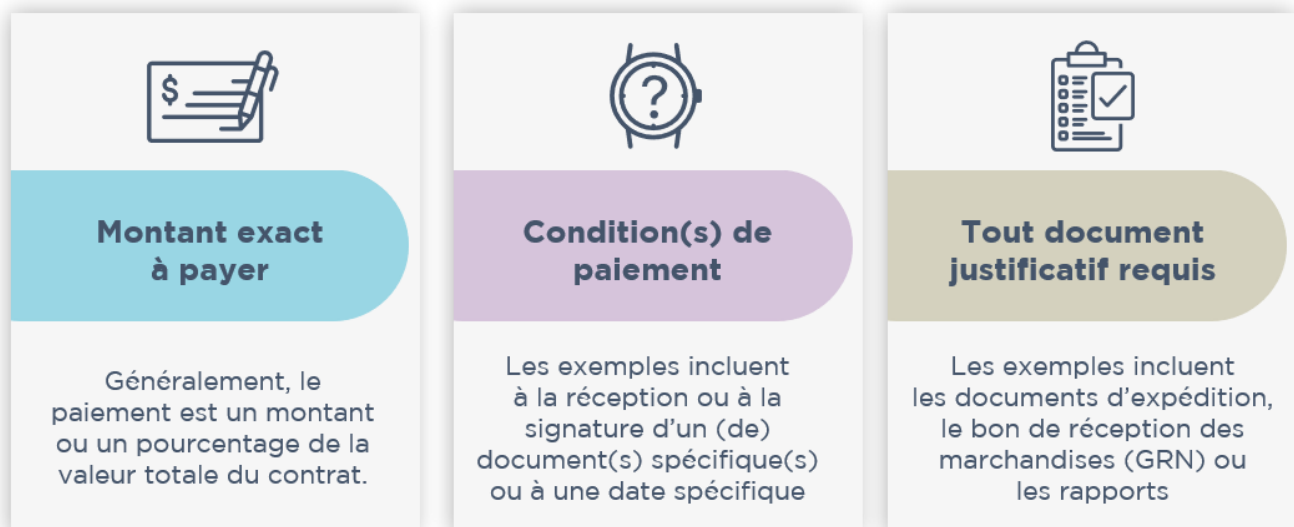 $
Montant exact
à payer
Généralement, le
paiement est un montant
ou un pourcentage de la
valeur totale du contrat.
?
Condition(s) de
paiement
Les exemples incluent
à la réception ou à la
signature d’un (de)
document(s) spécifique(s)
ou à une date spécifique
Tout document
justificatif requis
Les exemples incluent
les documents d’expédition,
le bon de réception des
marchandises (GRN) ou
les rapports